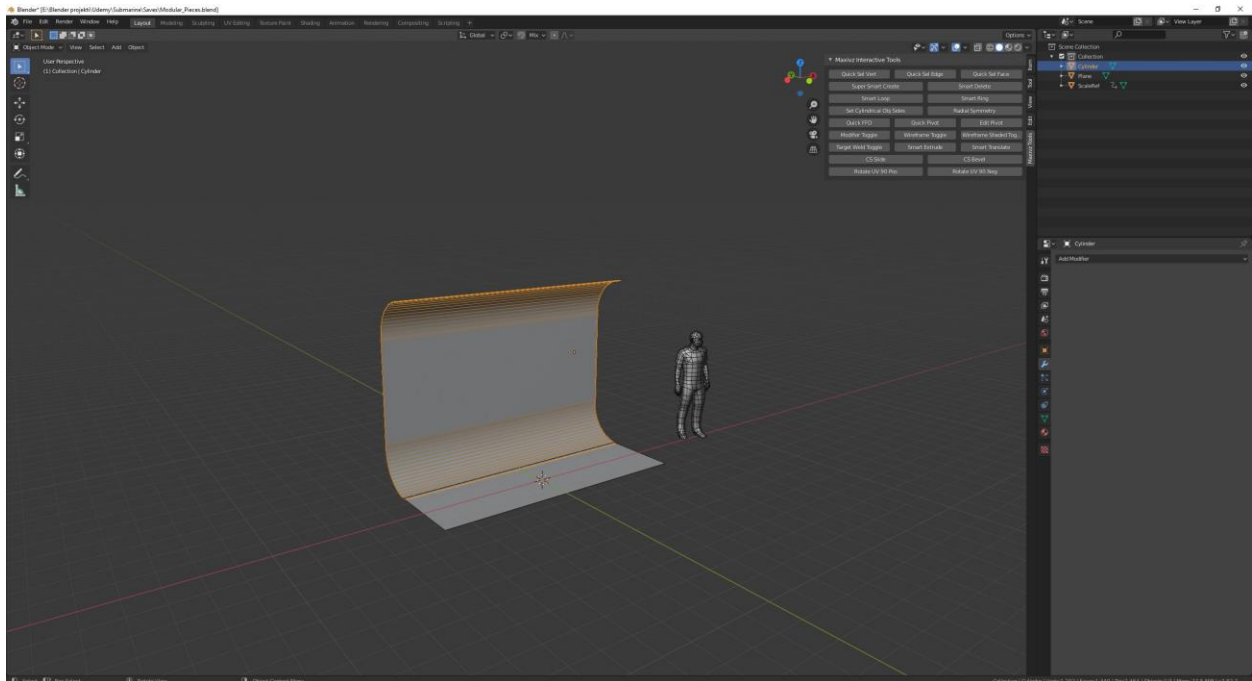 Blender* [E:\Blender projekti\Udemy\Submarine\Saves\Modular_Pieces.blend]
File Edit Render Window Help Layout Modeling Sculpting UV Editing Texture Paint Shading Animation Rendering Compositing Scripting + Scene View Layer
Global Mix Options
Object Mode View Select Add Object
User Perspective
(1) Collection | Cylinder
Maxivz Interactive Tools
Quick Sel Vert Quick Sel Edge Quick Sel Face
Super Smart Create Smart Delete
Smart Loop Smart Ring
Set Cylindrical Obj Sides Radial Symmetry
Quick FFD Quick Pivot Edit Pivot
Modifier Toggle Wireframe Toggle Wireframe Shaded Tog
Target Weld Toggle Smart Extrude Smart Translate
CS Slide CS Bevel
Rotate UV 90 Pos Rotate UV 90 Neg
Item
Tool
View
Edit
Maxivz Tools
Z
Scene Collection
Collection
Cylinder
Plane
ScaleRef
Cylinder
Add Modifier